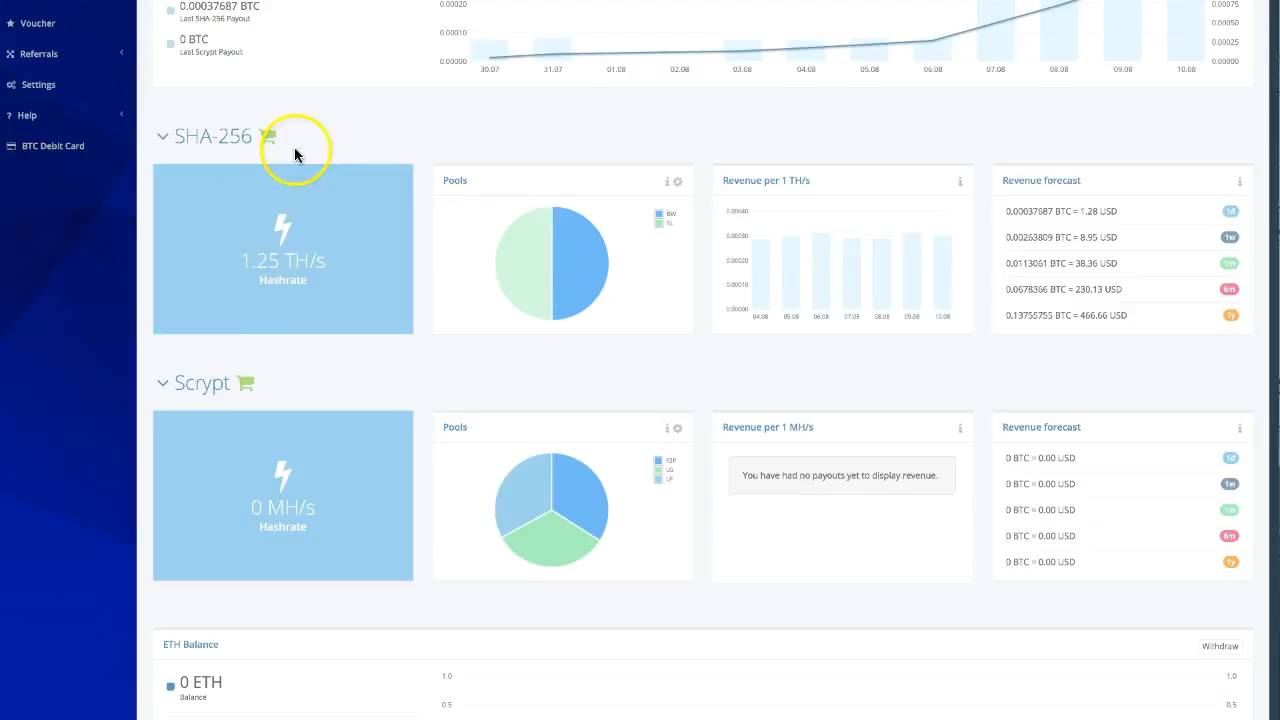 Voucher
Referrals
Settings
? Help
BTC Debit Card
0.00037687 BTC
Last SHA-256 Payout
0 BTC
Last Scrypt Payout
0.00020
0.00010
0.00000
30.07 31.07 01.08 02.08 03.08 04.08 05.08 06.08 07.08 08.08 09.08 10.08
0.00075
0.00050
0.00025
0.00000
SHA-256
1.25 TH/s
Hashrate
Pools
BW
SL
Revenue per 1 TH/s
0.00040
0.00030
0.00020
0.00010
0.00000
04.08 05.08 06.08 07.08 08.08 09.08 10.08
Revenue forecast
0.00037687 BTC = 1.28 USD 1d
0.00263809 BTC = 8.95 USD 1w
0.0113061 BTC = 38.36 USD 1m
0.0678366 BTC = 230.13 USD 6m
0.13755755 BTC = 466.66 USD 1y
Scrypt
0 MH/s
Hashrate
Pools
F2P
LG
LP
Revenue per 1 MH/s
You have had no payouts yet to display revenue.
Revenue forecast
0 BTC = 0.00 USD 1d
0 BTC = 0.00 USD 1w
0 BTC = 0.00 USD 1m
0 BTC = 0.00 USD 6m
0 BTC = 0.00 USD 1y
ETH Balance
Withdraw
0 ETH
Balance
1.0
0.5
1.0
0.5